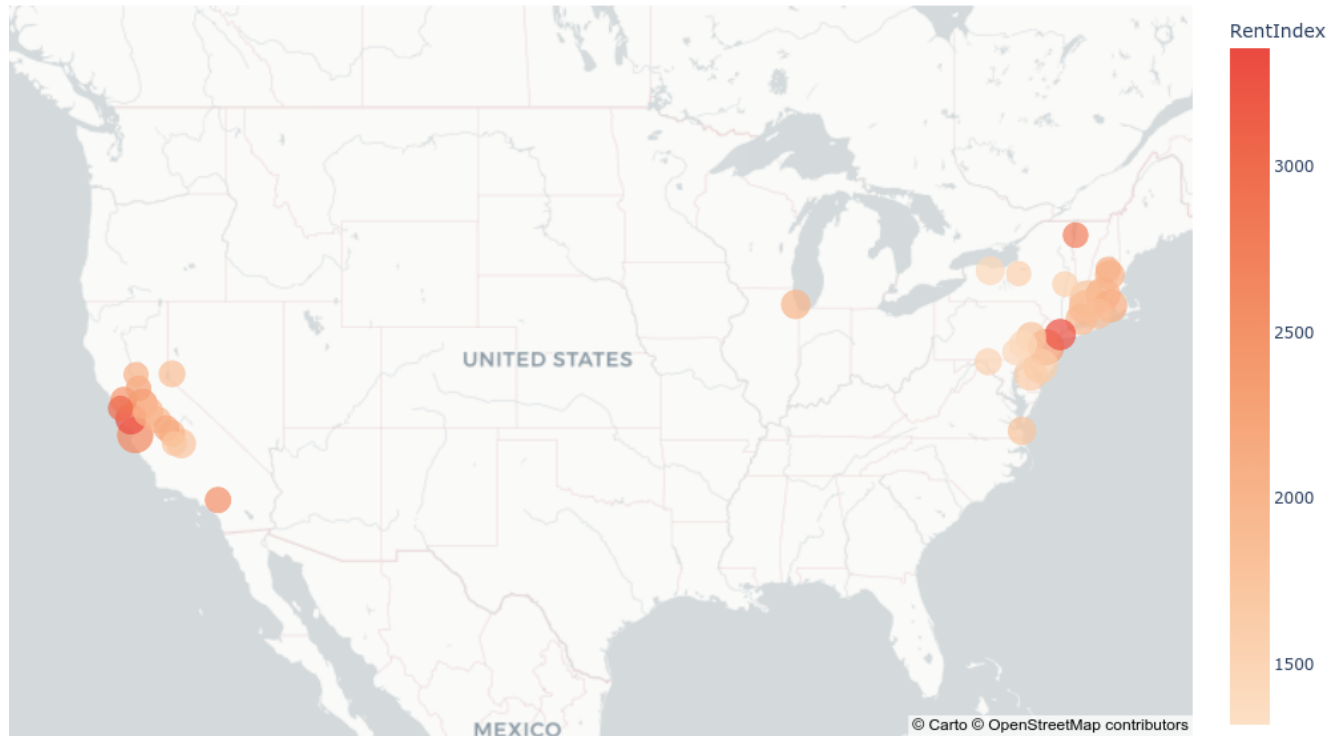 RentIndex
3000
2500
2000
1500
UNITED STATES
MEXICO
© Carto © OpenStreetMap contributors